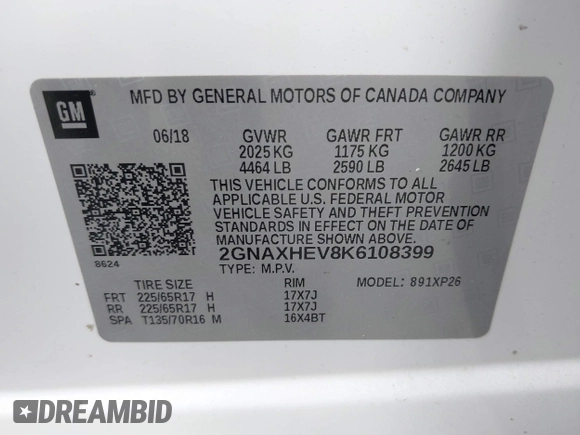 GM
MFD BY GENERAL MOTORS OF CANADA COMPANY
06/18 GVWR GAWR FRT GAWR RR
2025 KG 1175 KG 1200 KG
4464 LB 2590 LB 2645 LB
THIS VEHICLE CONFORMS TO ALL
APPLICABLE U.S. FEDERAL MOTOR
VEHICLE SAFETY AND THEFT PREVENTION
STANDARDS IN EFFECT ON THE DATE OF
MANUFACTURE SHOWN ABOVE.
8624
2GNAXHEV8K6108399
TYPE: M.P.V. MODEL: 891XP26
TIRE SIZE RIM
FRT 225/65R17 H 17X7J
RR 225/65R17 H 17X7J
SPA T135/70R16 M 16X4BT
DREAMBID